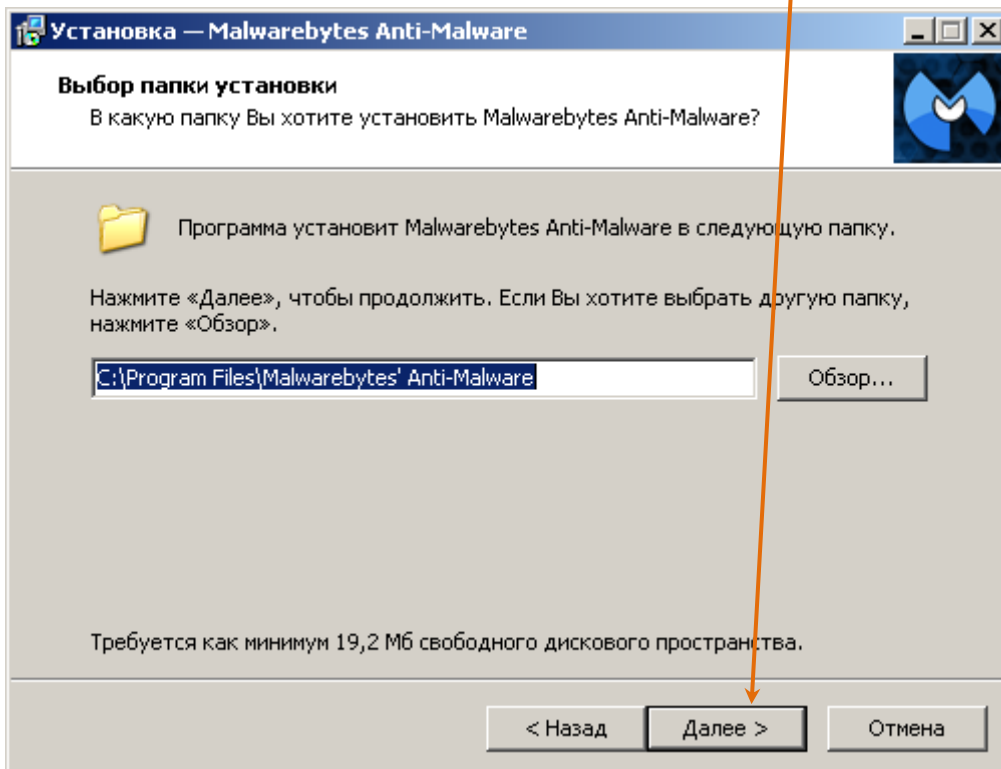 Установка — Malwarebytes Anti-Malware
Выбор папки установки
В какую папку Вы хотите установить Malwarebytes Anti-Malware?
Программа установит Malwarebytes Anti-Malware в следующую папку.
Нажмите «Далее», чтобы продолжить. Если Вы хотите выбрать другую папку,
нажмите «Обзор».
C:\Program Files\Malwarebytes' Anti-Malware
Обзор...
Требуется как минимум 19,2 Мб свободного дискового пространства.
< Назад
Далее >
Отмена